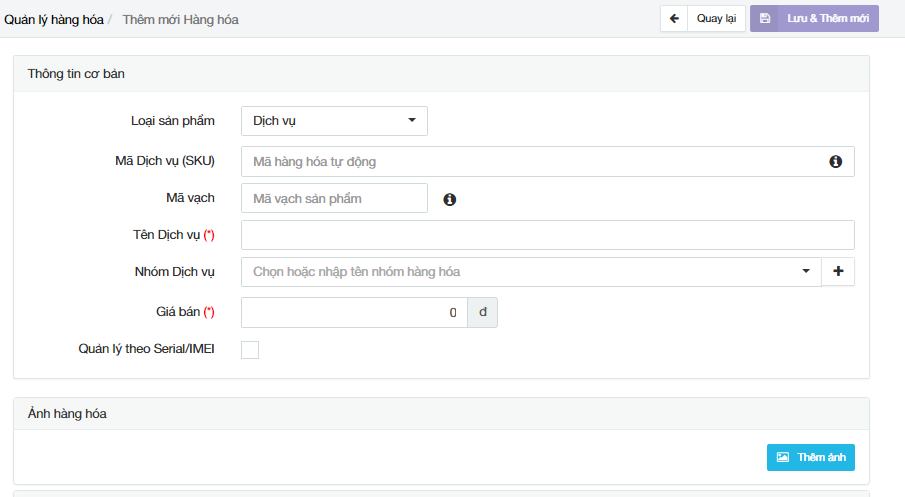 Quản lý hàng hóa / Thêm mới Hàng hóa
Quay lại
Lưu & Thêm mới
Thông tin cơ bản
Loại sản phẩm
Dịch vụ
Mã Dịch vụ (SKU)
Mã hàng hóa tự động
Mã vạch
Mã vạch sản phẩm
Tên Dịch vụ (*)
Nhóm Dịch vụ
Chọn hoặc nhập tên nhóm hàng hóa
Giá bán (*)
0 đ
Quản lý theo Serial/IMEI
Ảnh hàng hóa
Thêm ảnh